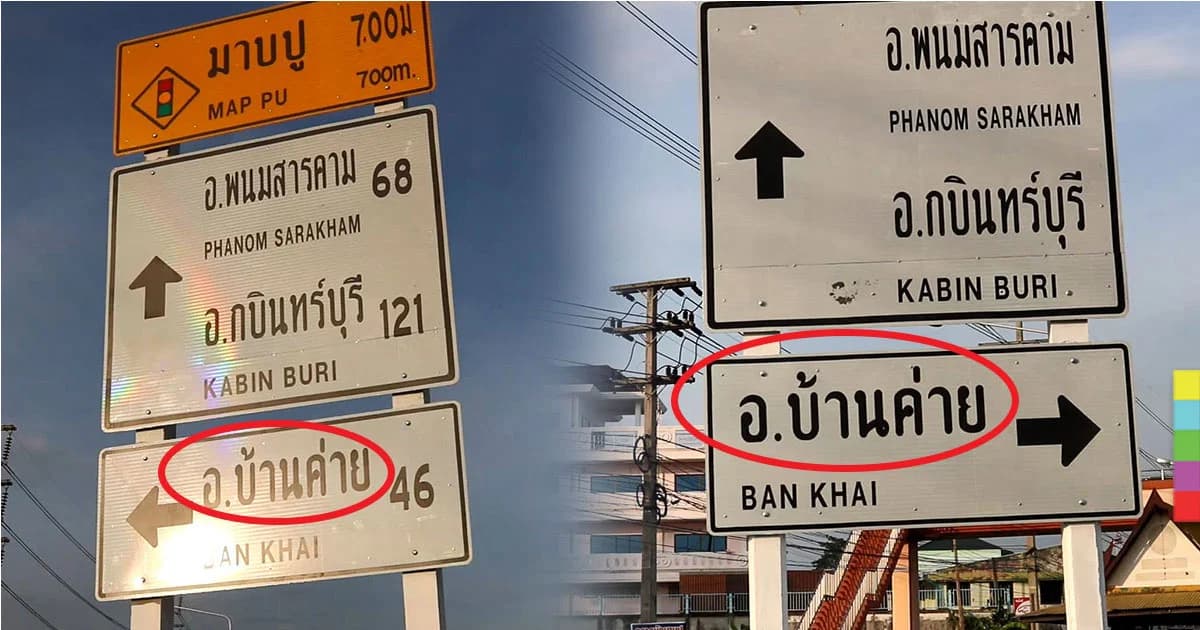 มาบปู 700ม
MAP PU 700m.
อ.พนมสารคาม 68
PHANOM SARAKHAM
อ.กบินทร์บุรี 121
KABIN BURI
อ.บ้านค่าย 46
BAN KHAI
อ.พนมสารคาม
PHANOM SARAKHAM
อ.กบินทร์บุรี
KABIN BURI
อ.บ้านค่าย
BAN KHAI